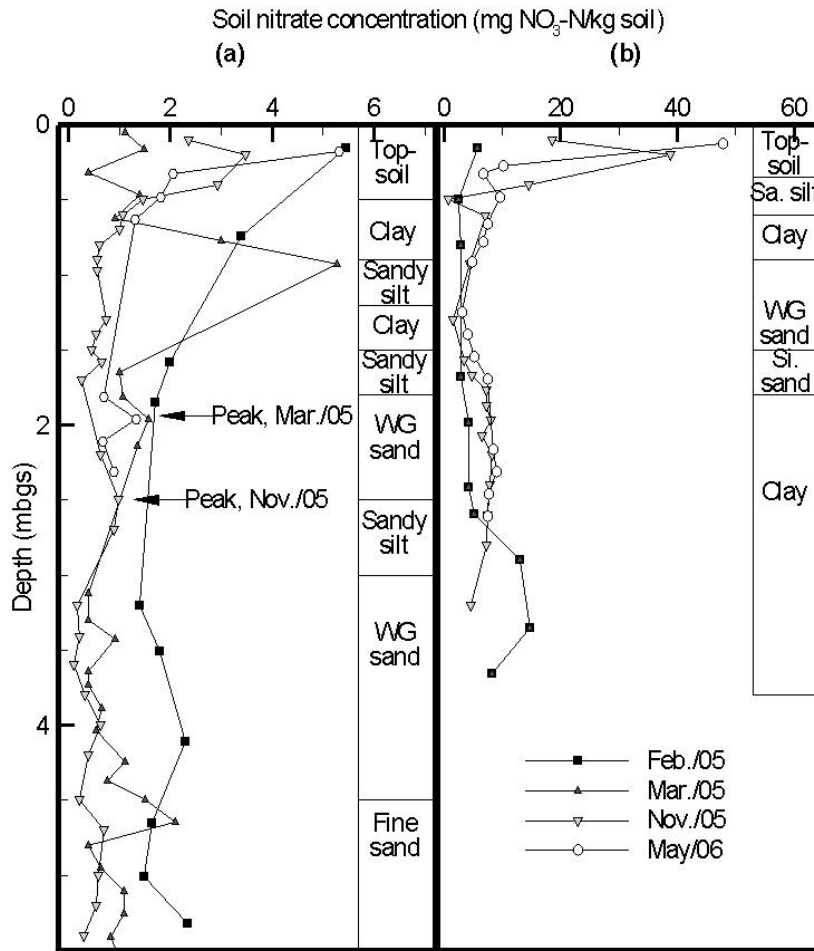 Soil nitrate concentration (mg NO₃-N/kg soil)
(a)
(b)
0 2 4 6
0 20 40 60
0
2
4
Depth (mbgs)
Top-
soil
Clay
Sandy
silt
Clay
Sandy
silt
WG
sand
Sandy
silt
WG
sand
Fine
sand
Peak, Mar./05
Peak, Nov./05
Top-
soil
Sa. silt
Clay
WG
sand
Si.
sand
Clay
Feb./05
Mar./05
Nov./05
May/06